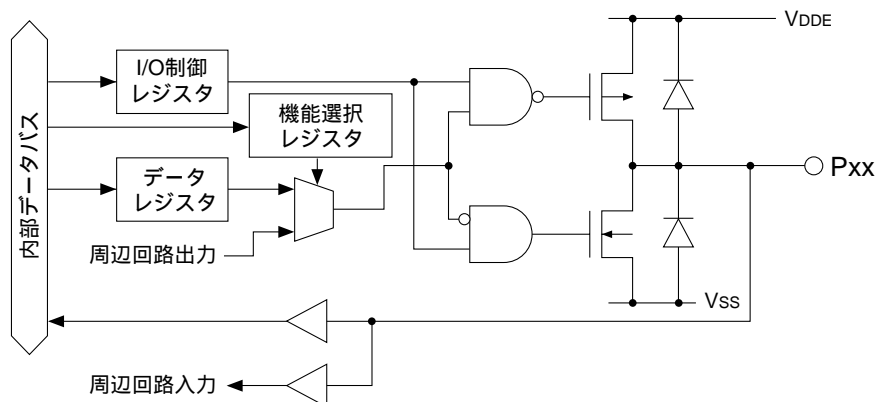 VDDE
I/O制御
レジスタ
機能選択
レジスタ
内部データバス
データ
レジスタ
Pxx
周辺回路出力
VSS
周辺回路入力